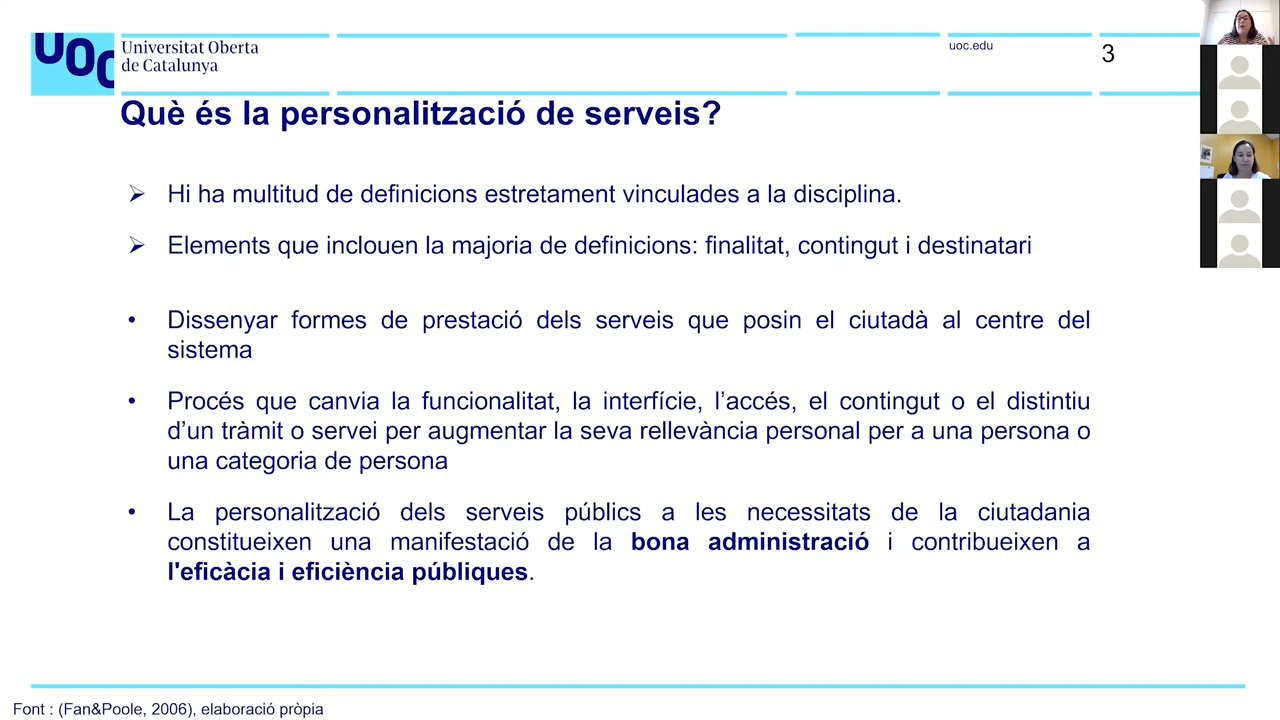 UOC
Universitat Oberta
de Catalunya
uoc.edu
3
Què és la personalització de serveis?
Hi ha multitud de definicions estretament vinculades a la disciplina.
Elements que inclouen la majoria de definicions: finalitat, contingut i destinatari
Dissenyar formes de prestació dels serveis que posin el ciutadà al centre del
sistema
Procés que canvia la funcionalitat, la interfície, l’accés, el contingut o el distintiu
d’un tràmit o servei per augmentar la seva rellevància personal per a una persona o
una categoria de persona
La personalització dels serveis públics a les necessitats de la ciutadania
constitueixen una manifestació de la bona administració i contribueixen a
l'eficàcia i eficiència públiques.
Font : (Fan&Poole, 2006), elaboració pròpia